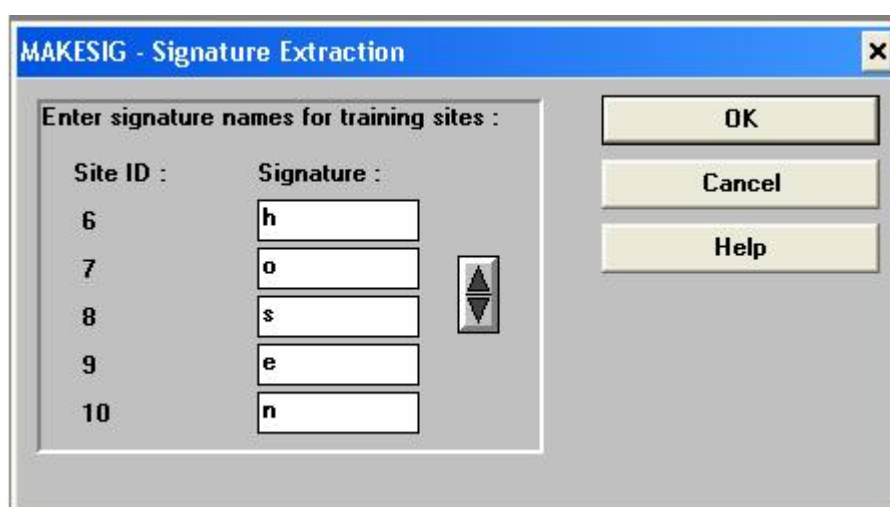 MAKESIG - Signature Extraction
Enter signature names for training sites :
OK
Site ID : Signature :
Cancel
6 h
Help
7 o
8 s
9 e
10 n